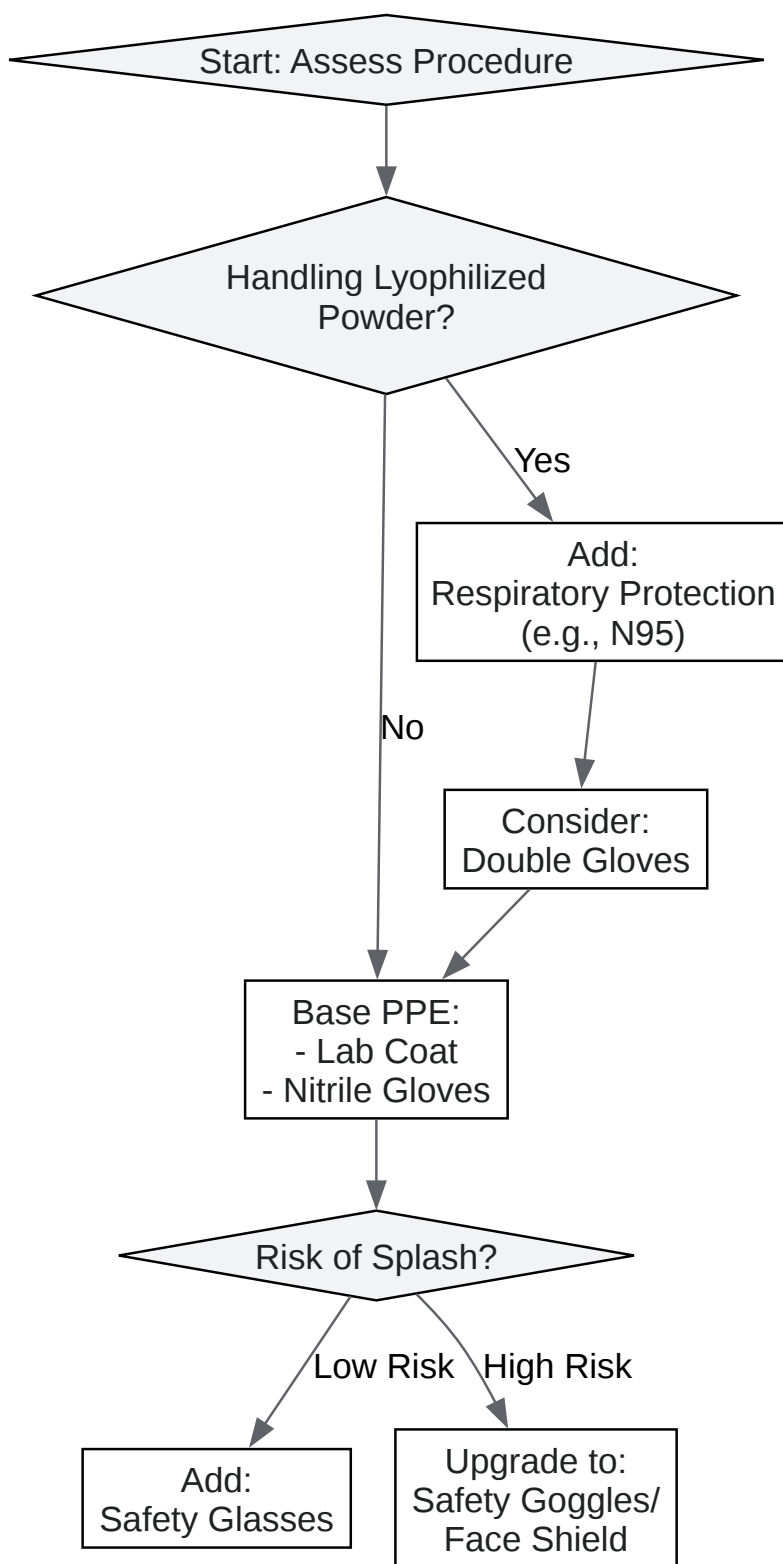 Start: Assess Procedure
Handling Lyophilized
Powder?
Yes
Add:
Respiratory Protection
(e.g., N95)
No
Consider:
Double Gloves
Base PPE:
- Lab Coat
- Nitrile Gloves
Risk of Splash?
Low Risk
High Risk
Add:
Safety Glasses
Upgrade to:
Safety Goggles/
Face Shield